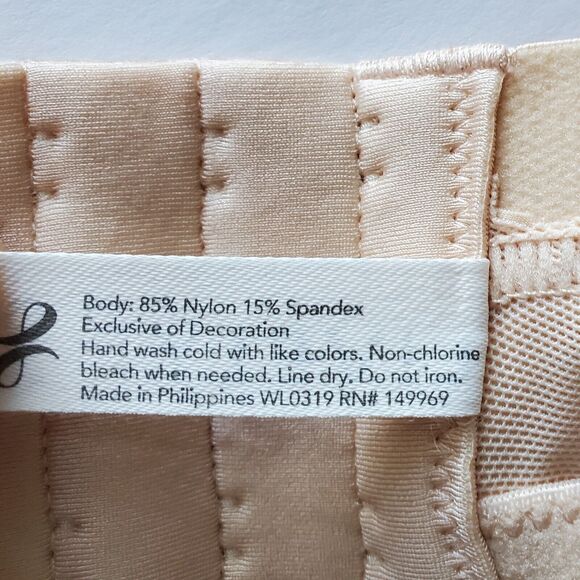 Body: 85% Nylon 15% Spandex
Exclusive of Decoration
Hand wash cold with like colors. Non-chlorine
bleach when needed. Line dry. Do not iron.
Made in Philippines WL0319 RN# 149969